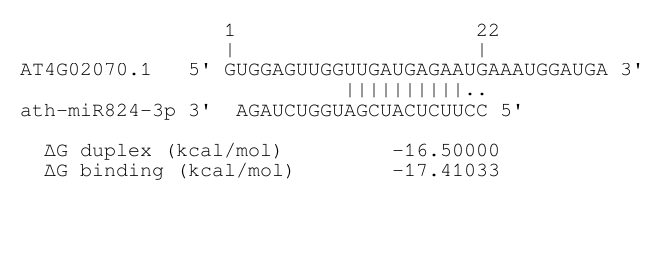 1 22
| |
AT4G02070.1 5' GUGGAGUUGGUUGAUGAGAAUGAAAUGGAUGA 3'
||||||||||..
ath-miR824-3p 3' AGAUCUGGUAGCUACUCUUCC 5'
ΔG duplex (kcal/mol) -16.50000
ΔG binding (kcal/mol) -17.41033